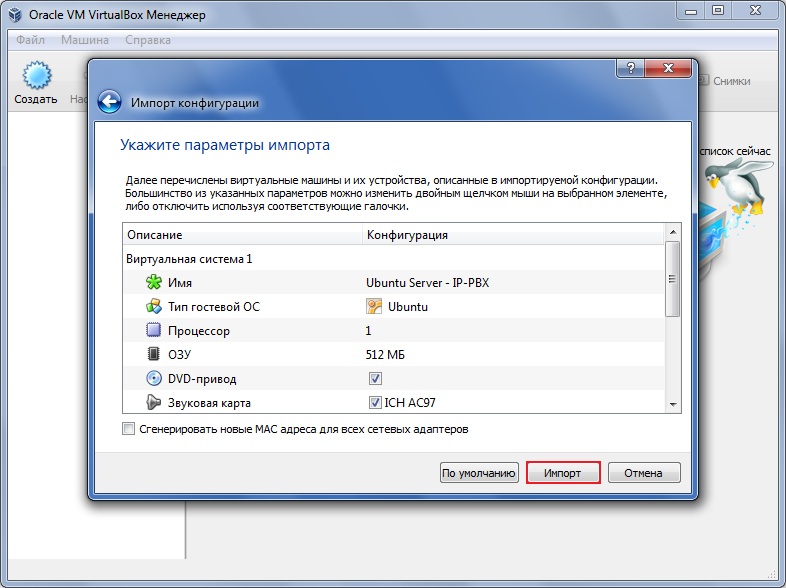 Oracle VM VirtualBox Менеджер
Файл Машина Справка
Создать
Снимки
список сейчас
?
Импорт конфигурации
Укажите параметры импорта
Далее перечислены виртуальные машины и их устройства, описанные в импортируемой конфигурации.
Большинство из указанных параметров можно изменить двойным щелчком мыши на выбранном элементе,
либо отключить используя соответствующие галочки.
Описание Конфигурация
Виртуальная система 1
Имя Ubuntu Server - IP-PBX
Тип гостевой ОС Ubuntu
Процессор 1
ОЗУ 512 МБ
DVD-привод
Звуковая карта ICH AC97
Сгенерировать новые MAC адреса для всех сетевых адаптеров
По умолчанию Импорт Отмена